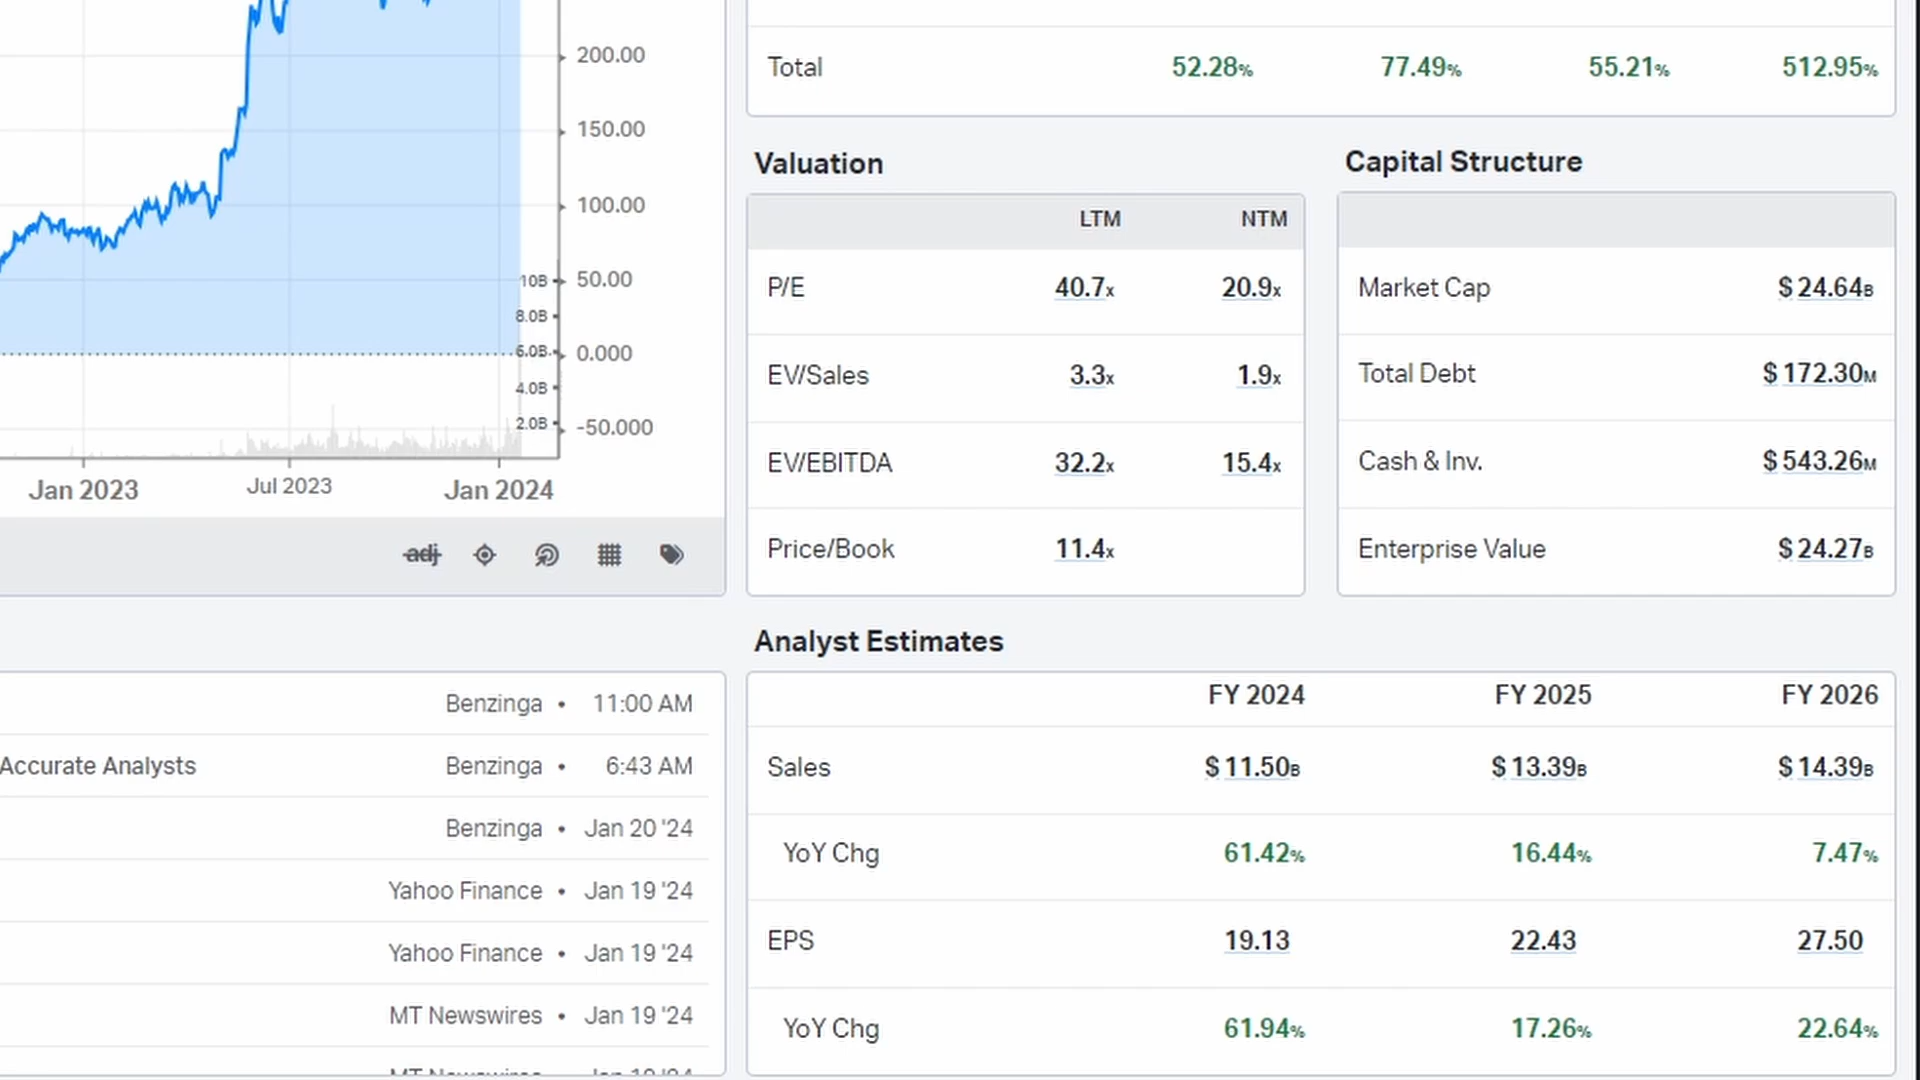 200.00
150.00
100.00
50.00
0.000
-50.000
10B
8.0B
6.0B
4.0B
2.0B
Jan 2023
Jul 2023
Jan 2024
adj
Benzinga • 11:00 AM
Accurate Analysts Benzinga • 6:43 AM
Benzinga • Jan 20 '24
Yahoo Finance • Jan 19 '24
Yahoo Finance • Jan 19 '24
MT Newswires • Jan 19 '24
MT Newswires Jan 19 '24
Total 52.28% 77.49% 55.21% 512.95%
Valuation
LTM NTM
P/E 40.7x 20.9x
EV/Sales 3.3x 1.9x
EV/EBITDA 32.2x 15.4x
Price/Book 11.4x
Capital Structure
Market Cap $ 24.64B
Total Debt $ 172.30M
Cash & Inv. $ 543.26M
Enterprise Value $ 24.27B
Analyst Estimates
FY 2024 FY 2025 FY 2026
Sales $ 11.50B $ 13.39B $ 14.39B
YoY Chg 61.42% 16.44% 7.47%
EPS 19.13 22.43 27.50
YoY Chg 61.94% 17.26% 22.64%